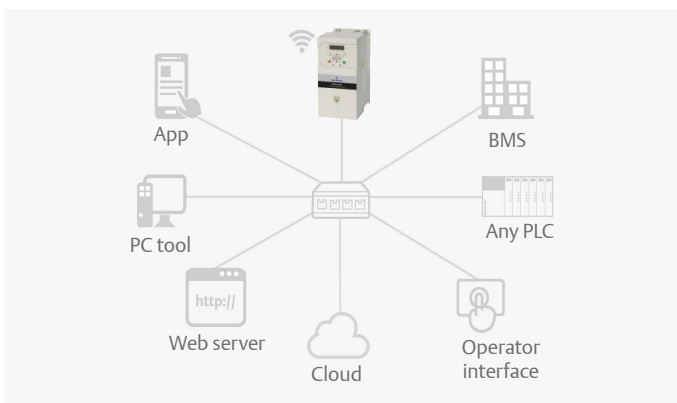 App
BMS
PC tool
Any PLC
http://
Web server
Cloud
Operator
interface